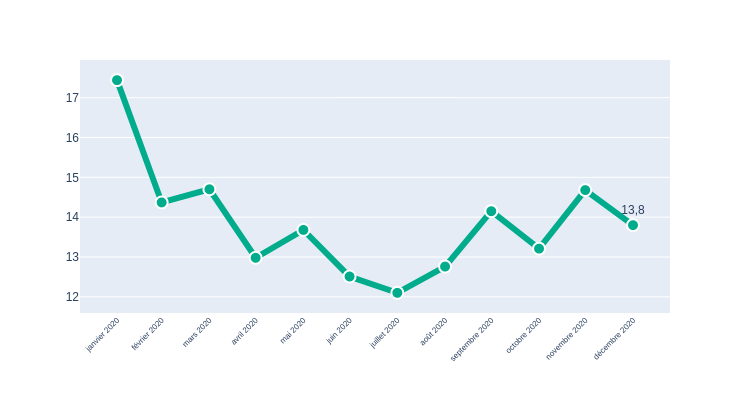 17
16
15
14
13
12
13,8
janvier 2020
février 2020
mars 2020
avril 2020
mai 2020
juin 2020
juillet 2020
août 2020
septembre 2020
octobre 2020
novembre 2020
décembre 2020